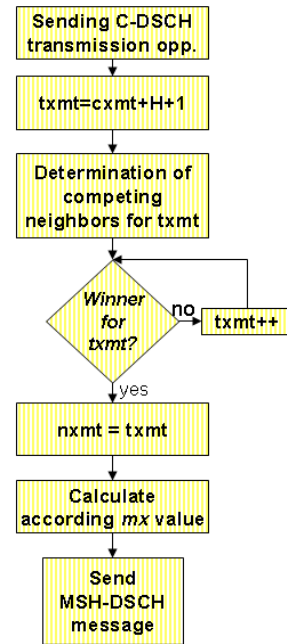 Sending C-DSCH
transmission opp.
txmt=cxmt+H+1
Determination of
competing
neighbors for txmt
Winner
for
txmt?
no
txmt++
yes
nxmt = txmt
Calculate
according mx value
Send
MSH-DSCH
message